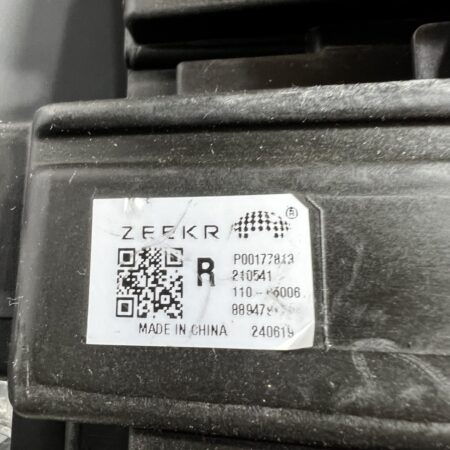 ZEEKR
R
P00177813
210541
MADE IN CHINA 240619